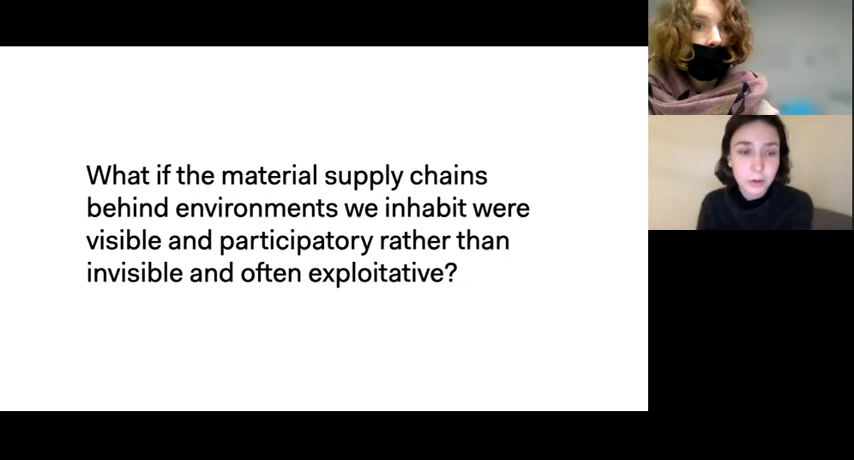 What if the material supply chains
behind environments we inhabit were
visible and participatory rather than
invisible and often exploitative?